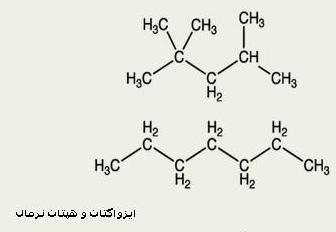 CH3
H3C CH3
C CH
H3C C CH3
H2
H2 H2 H2
C C C
H3C C C CH3
H2 H2
ایزواکتان و هپتان نرمال